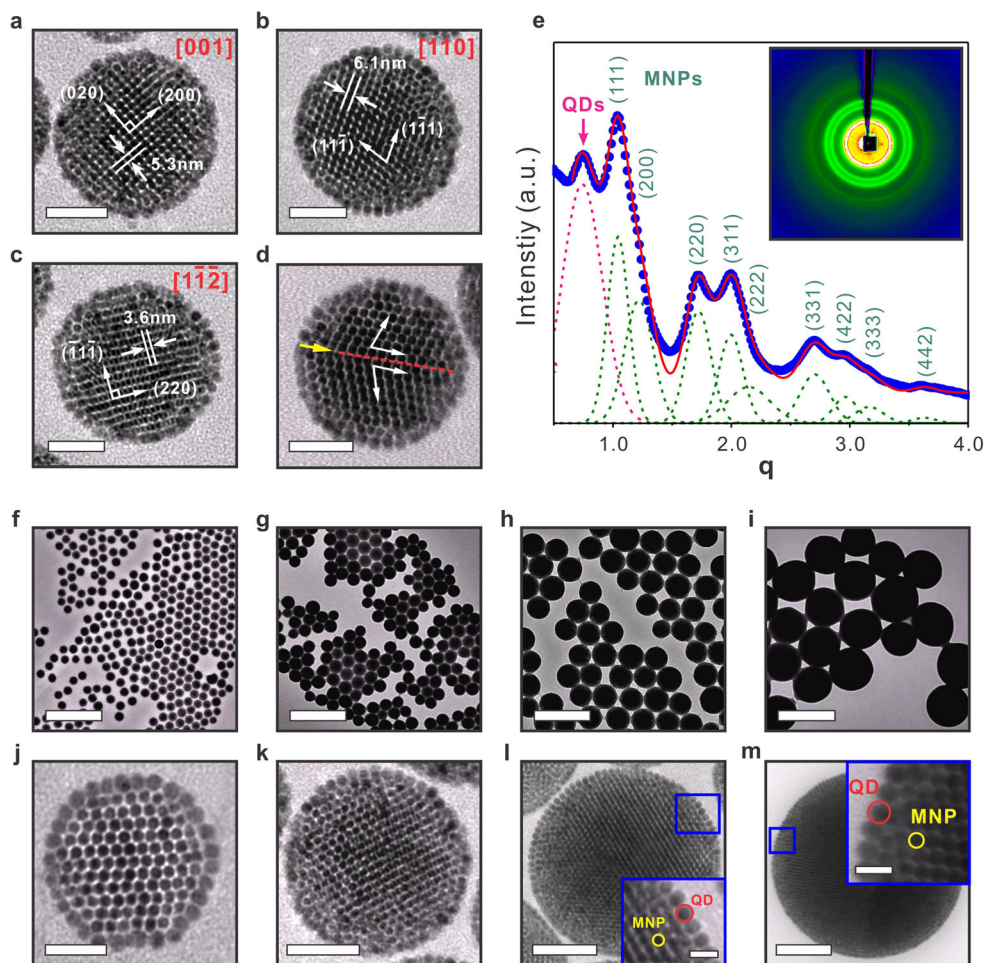 a
[001]
(020)
(200)
5.3nm
b
[110]
6.1nm
(11̄1)
(111̄)
c
[11̄2̄]
3.6nm
(1̄11̄)
(220)
d
e
Intenstiy (a.u.)
QDs
(111)
MNPs
(200)
(220)
(311)
(222)
(331)
(422)
(333)
(442)
1.0 2.0 3.0 4.0
q
f
g
h
i
j
k
l
QD
MNP
m
QD
MNP